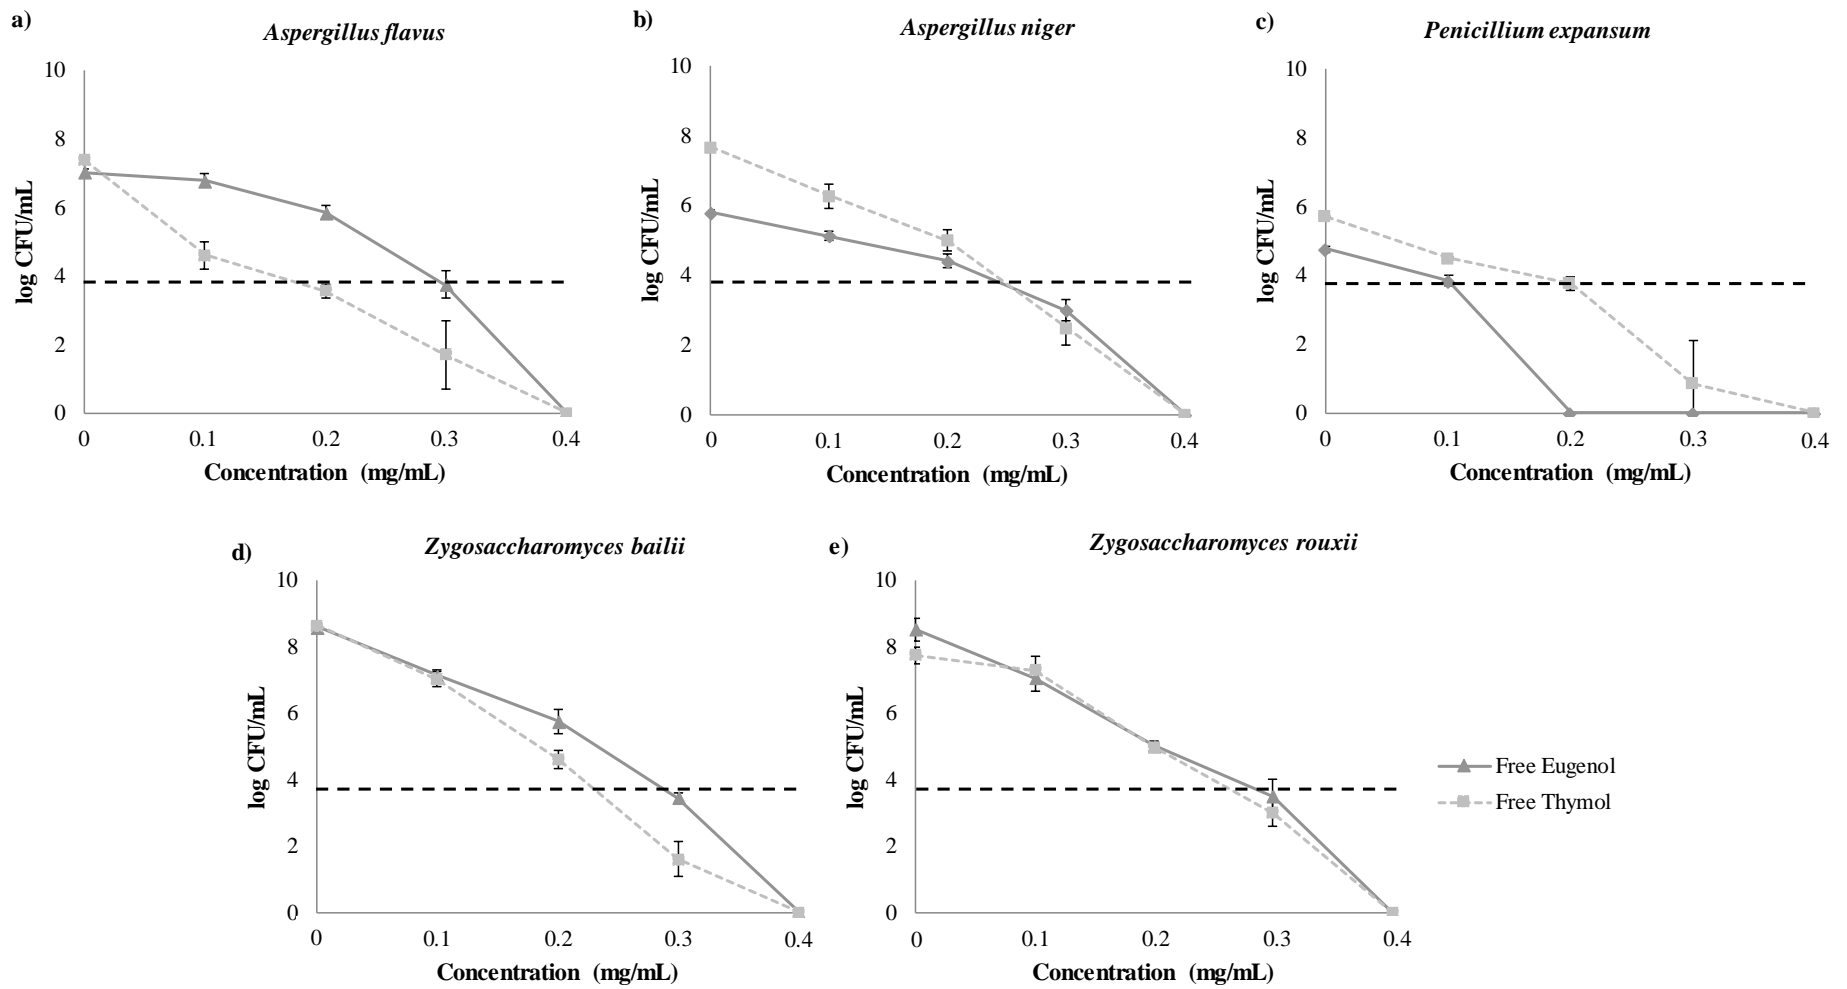 a)
Aspergillus flavus
10
8
6
4
2
0
log CFU/mL
0 0.1 0.2 0.3 0.4
Concentration (mg/mL)
b)
Aspergillus niger
10
8
6
4
2
0
log CFU/mL
0 0.1 0.2 0.3 0.4
Concentration (mg/mL)
c)
Penicillium expansum
10
8
6
4
2
0
log CFU/mL
0 0.1 0.2 0.3 0.4
Concentration (mg/mL)
d)
Zygosaccharomyces bailii
10
8
6
4
2
0
log CFU/mL
0 0.1 0.2 0.3 0.4
Concentration (mg/mL)
e)
Zygosaccharomyces rouxii
10
8
6
4
2
0
log CFU/mL
0 0.1 0.2 0.3 0.4
Concentration (mg/mL)
Free Eugenol
Free Thymol